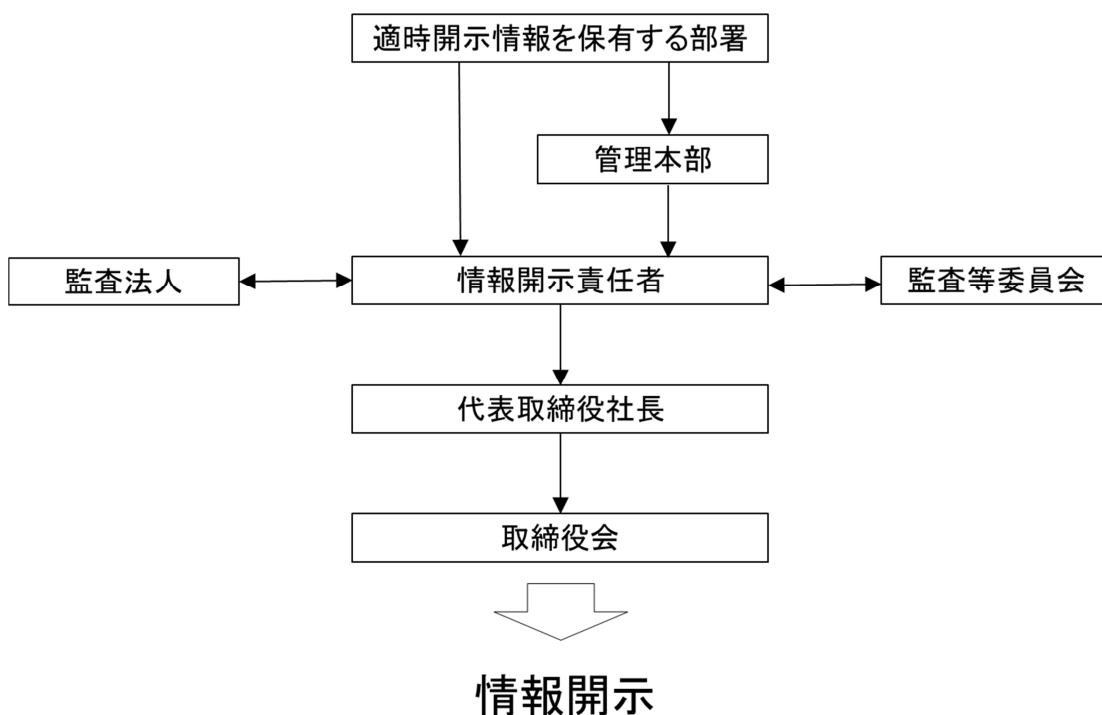 適時開示情報を保有する部署
管理本部
監査法人
情報開示責任者
監査等委員会
代表取締役社長
取締役会
情報開示